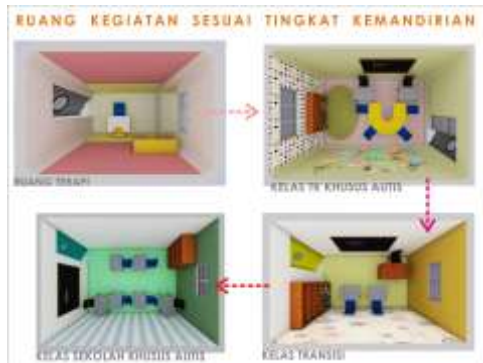 RUANG KEGIATAN SESUAI TINGKAT KEMANDIRIAN
RUANG TERAPI
KELAS TK KHUSUS AUTIS
KELAS SEKOLAH KHUSUS AUTIS
KELAS TRANSISI